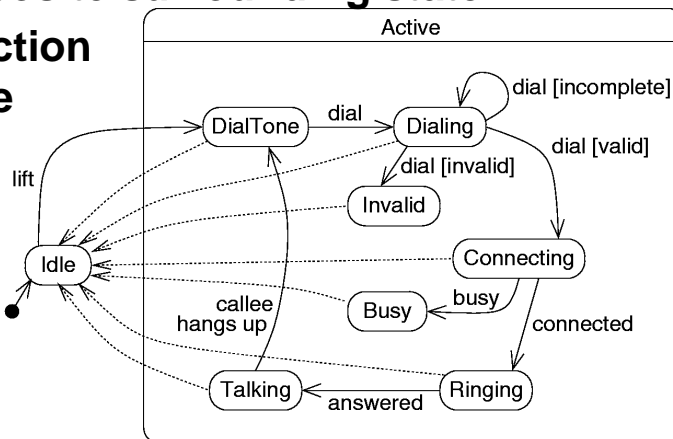 Active
ction
e
dial [incomplete]
DialTone
dial
Dialing
dial [valid]
dial [invalid]
lift
Invalid
Idle
Connecting
callee
hangs up
Busy
busy
connected
Talking
answered
Ringing